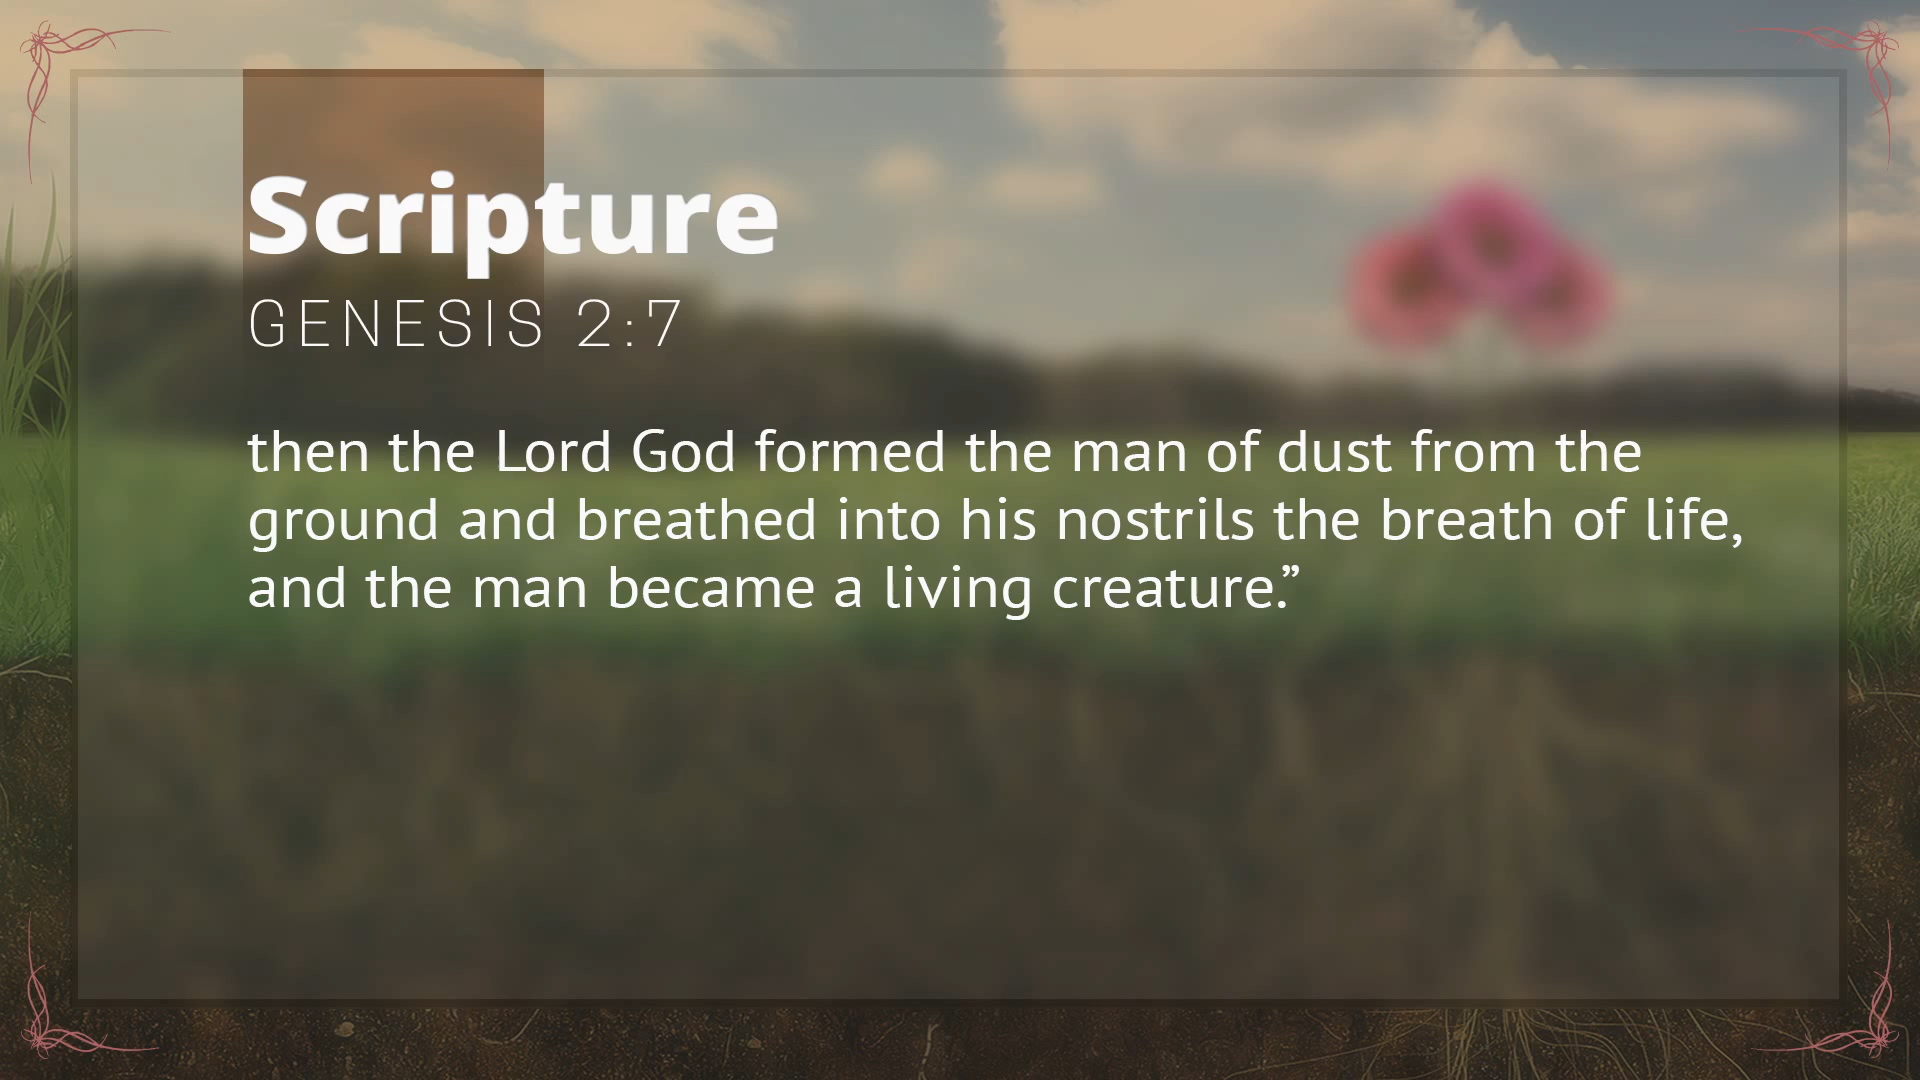 Scripture
GENESIS 2:7
then the Lord God formed the man of dust from the
ground and breathed into his nostrils the breath of life,
and the man became a living creature.”